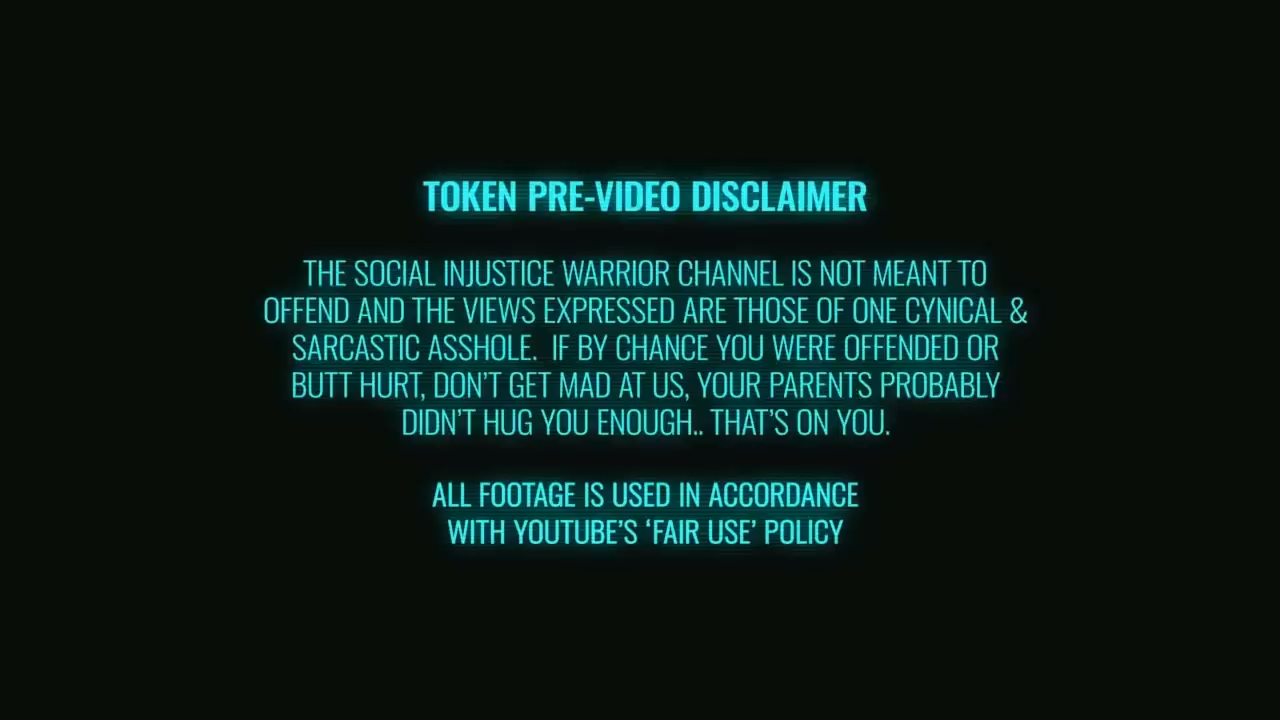 TOKEN PRE-VIDEO DISCLAIMER
THE SOCIAL INJUSTICE WARRIOR CHANNEL IS NOT MEANT TO
OFFEND AND THE VIEWS EXPRESSED ARE THOSE OF ONE CYNICAL &
SARCASTIC ASSHOLE.  IF BY CHANCE YOU WERE OFFENDED OR
BUTT HURT, DON'T GET MAD AT US, YOUR PARENTS PROBABLY
DIDN'T HUG YOU ENOUGH.. THAT'S ON YOU.
ALL FOOTAGE IS USED IN ACCORDANCE
WITH YOUTUBE'S ‘FAIR USE’ POLICY